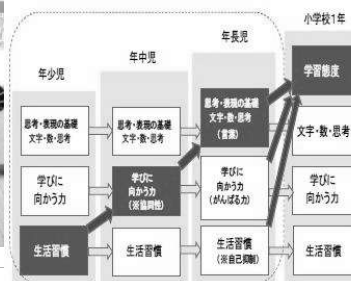 年少児
思考・表現の基礎
文字・数・思考
学びに
向かう力
生活習慣
年中児
思考・表現の基礎
文字・数・思考
学びに
向かう力
(※協調性)
生活習慣
年長児
思考・表現の基礎
文字・数・思考
(言葉)
学びに
向かう力
(がんばる力)
生活習慣
(※自己抑制)
小学校1年
学習態度
文字・数・思考
学びに
向かう力
生活習慣